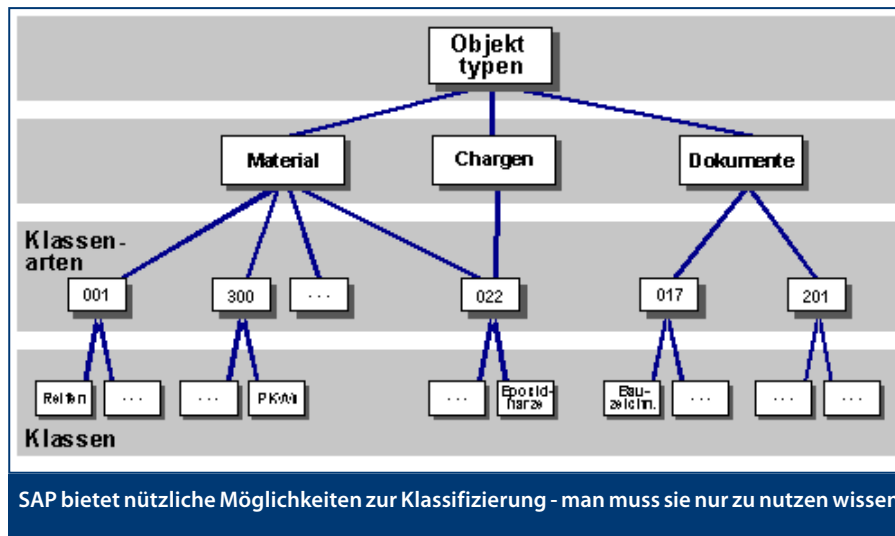 Objekt
typen
Material
Chargen
Dokumente
Klassen-
arten
001
300
...
022
017
201
Reifen
...
...
PKW
...
Epoxid-
harze
Bau-
zeichn.
...
...
...
Klassen
SAP bietet nützliche Möglichkeiten zur Klassifizierung - man muss sie nur zu nutzen wissen